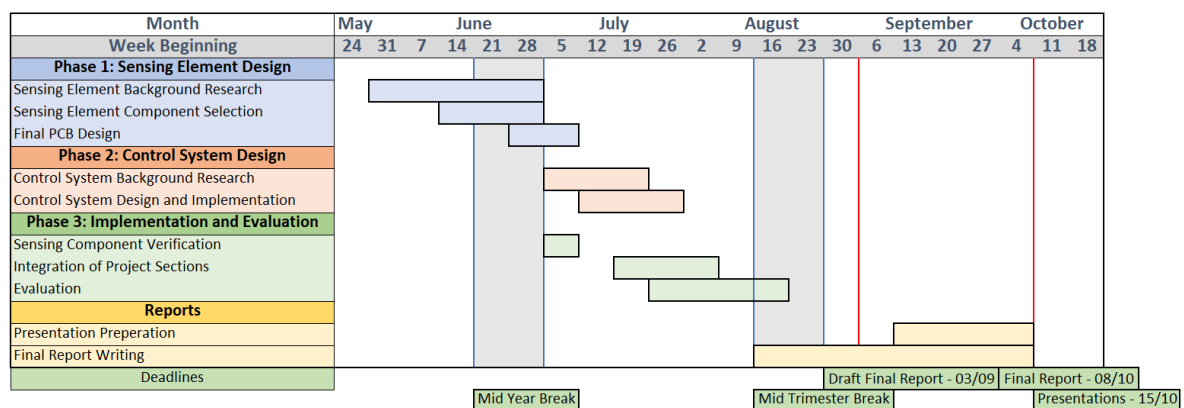 Month May June July August September October
Week Beginning 24 31 7 14 21 28 5 12 19 26 2 9 16 23 30 6 13 20 27 4 11 18
Phase 1: Sensing Element Design
Sensing Element Background Research
Sensing Element Component Selection
Final PCB Design
Phase 2: Control System Design
Control System Background Research
Control System Design and Implementation
Phase 3: Implementation and Evaluation
Sensing Component Verification
Integration of Project Sections
Evaluation
Reports
Presentation Preperation
Final Report Writing
Deadlines Draft Final Report - 03/09 Final Report - 08/10
Mid Year Break Mid Trimester Break Presentations - 15/10